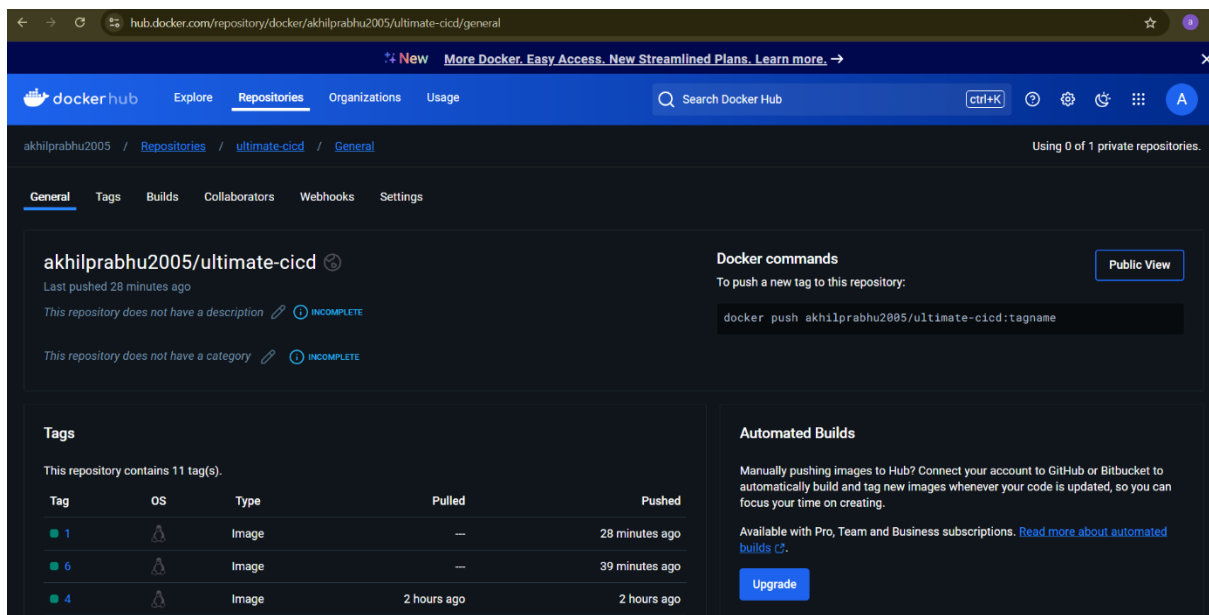 hub.docker.com/repository/docker/akhilprabhu2005/ultimate-cicd/general
a
New More Docker. Easy Access. New Streamlined Plans. Learn more. →
dockerhub Explore Repositories Organizations Usage Search Docker Hub ctrl+K A
akhilprabhu2005 / Repositories / ultimate-cicd / General Using 0 of 1 private repositories.
General Tags Builds Collaborators Webhooks Settings
akhilprabhu2005/ultimate-cicd
Last pushed 28 minutes ago
This repository does not have a description INCOMPLETE
This repository does not have a category INCOMPLETE
Docker commands
Public View
To push a new tag to this repository:
docker push akhilprabhu2005/ultimate-cicd:tagname
Tags
This repository contains 11 tag(s).
Tag OS Type Pulled Pushed
1 Image --- 28 minutes ago
6 Image --- 39 minutes ago
4 Image 2 hours ago 2 hours ago
Automated Builds
Manually pushing images to Hub? Connect your account to GitHub or Bitbucket to
automatically build and tag new images whenever your code is updated, so you can
focus your time on creating.
Available with Pro, Team and Business subscriptions. Read more about automated
builds.
Upgrade